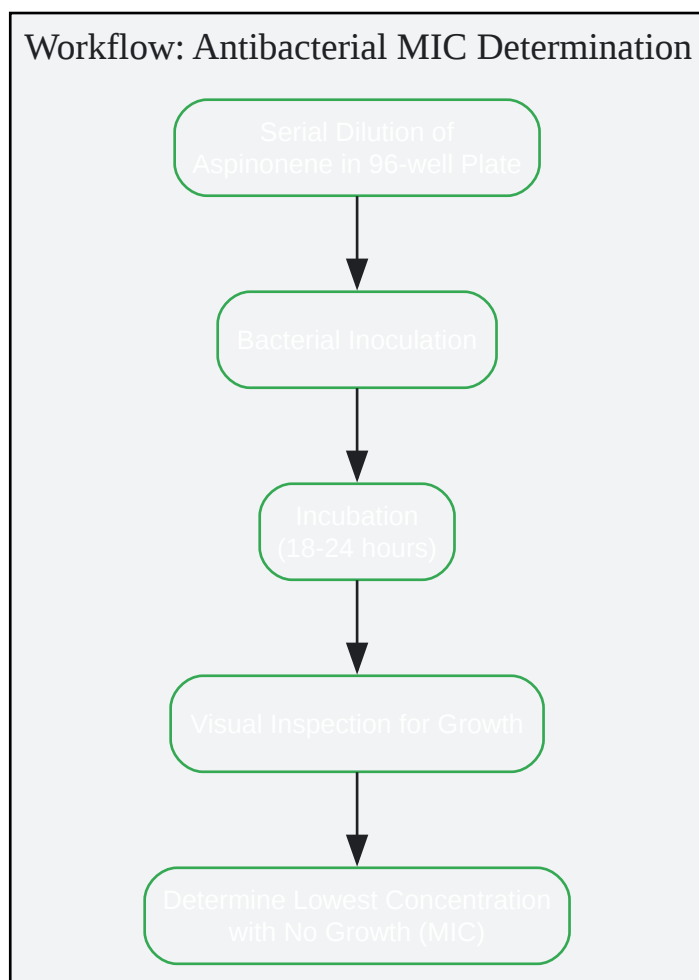 Workflow: Antibacterial MIC Determination
Serial Dilution of
Aspinonene in 96-well Plate
Bacterial Inoculation
Incubation
(18-24 hours)
Visual Inspection for Growth
Determine Lowest Concentration
with No Growth (MIC)